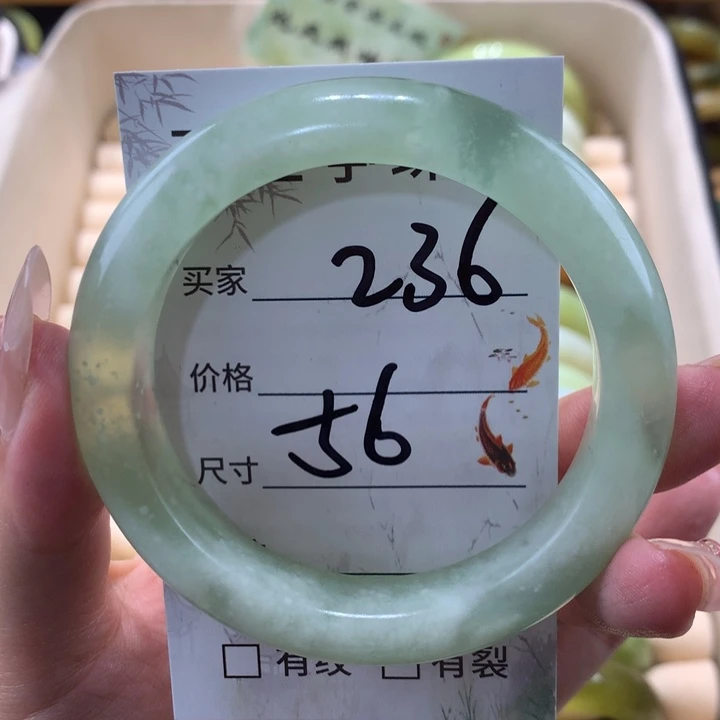 买家 236
价格
尺寸 56
有纹 有裂